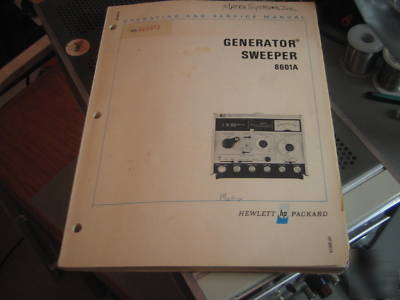 OPERATING AND SERVICE MANUAL
GENERATOR®
SWEEPER
8601A
HEWLETT hp PACKARD